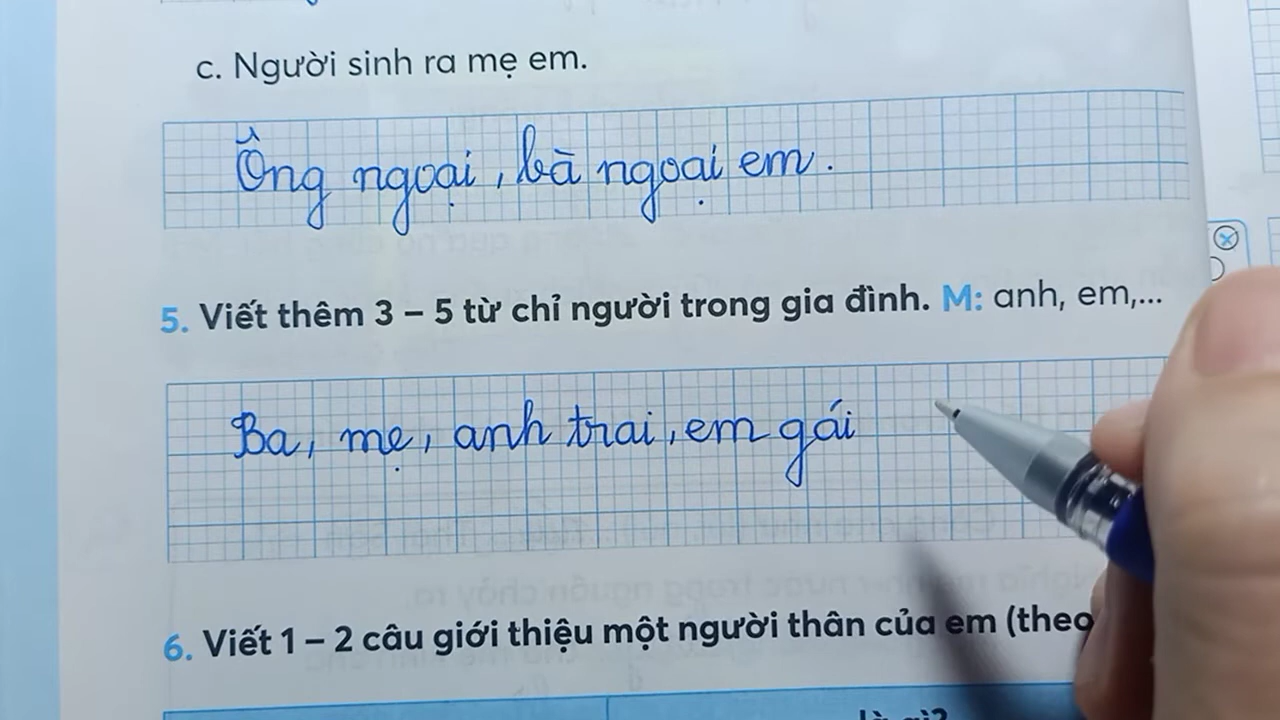 c. Người sinh ra mẹ em.
Ông ngoại, bà ngoại em.
5. Viết thêm 3 – 5 từ chỉ người trong gia đình. M: anh, em,...
Ba, mẹ, anh trai, em gái
6. Viết 1 – 2 câu giới thiệu một người thân của em (theo
là gì?